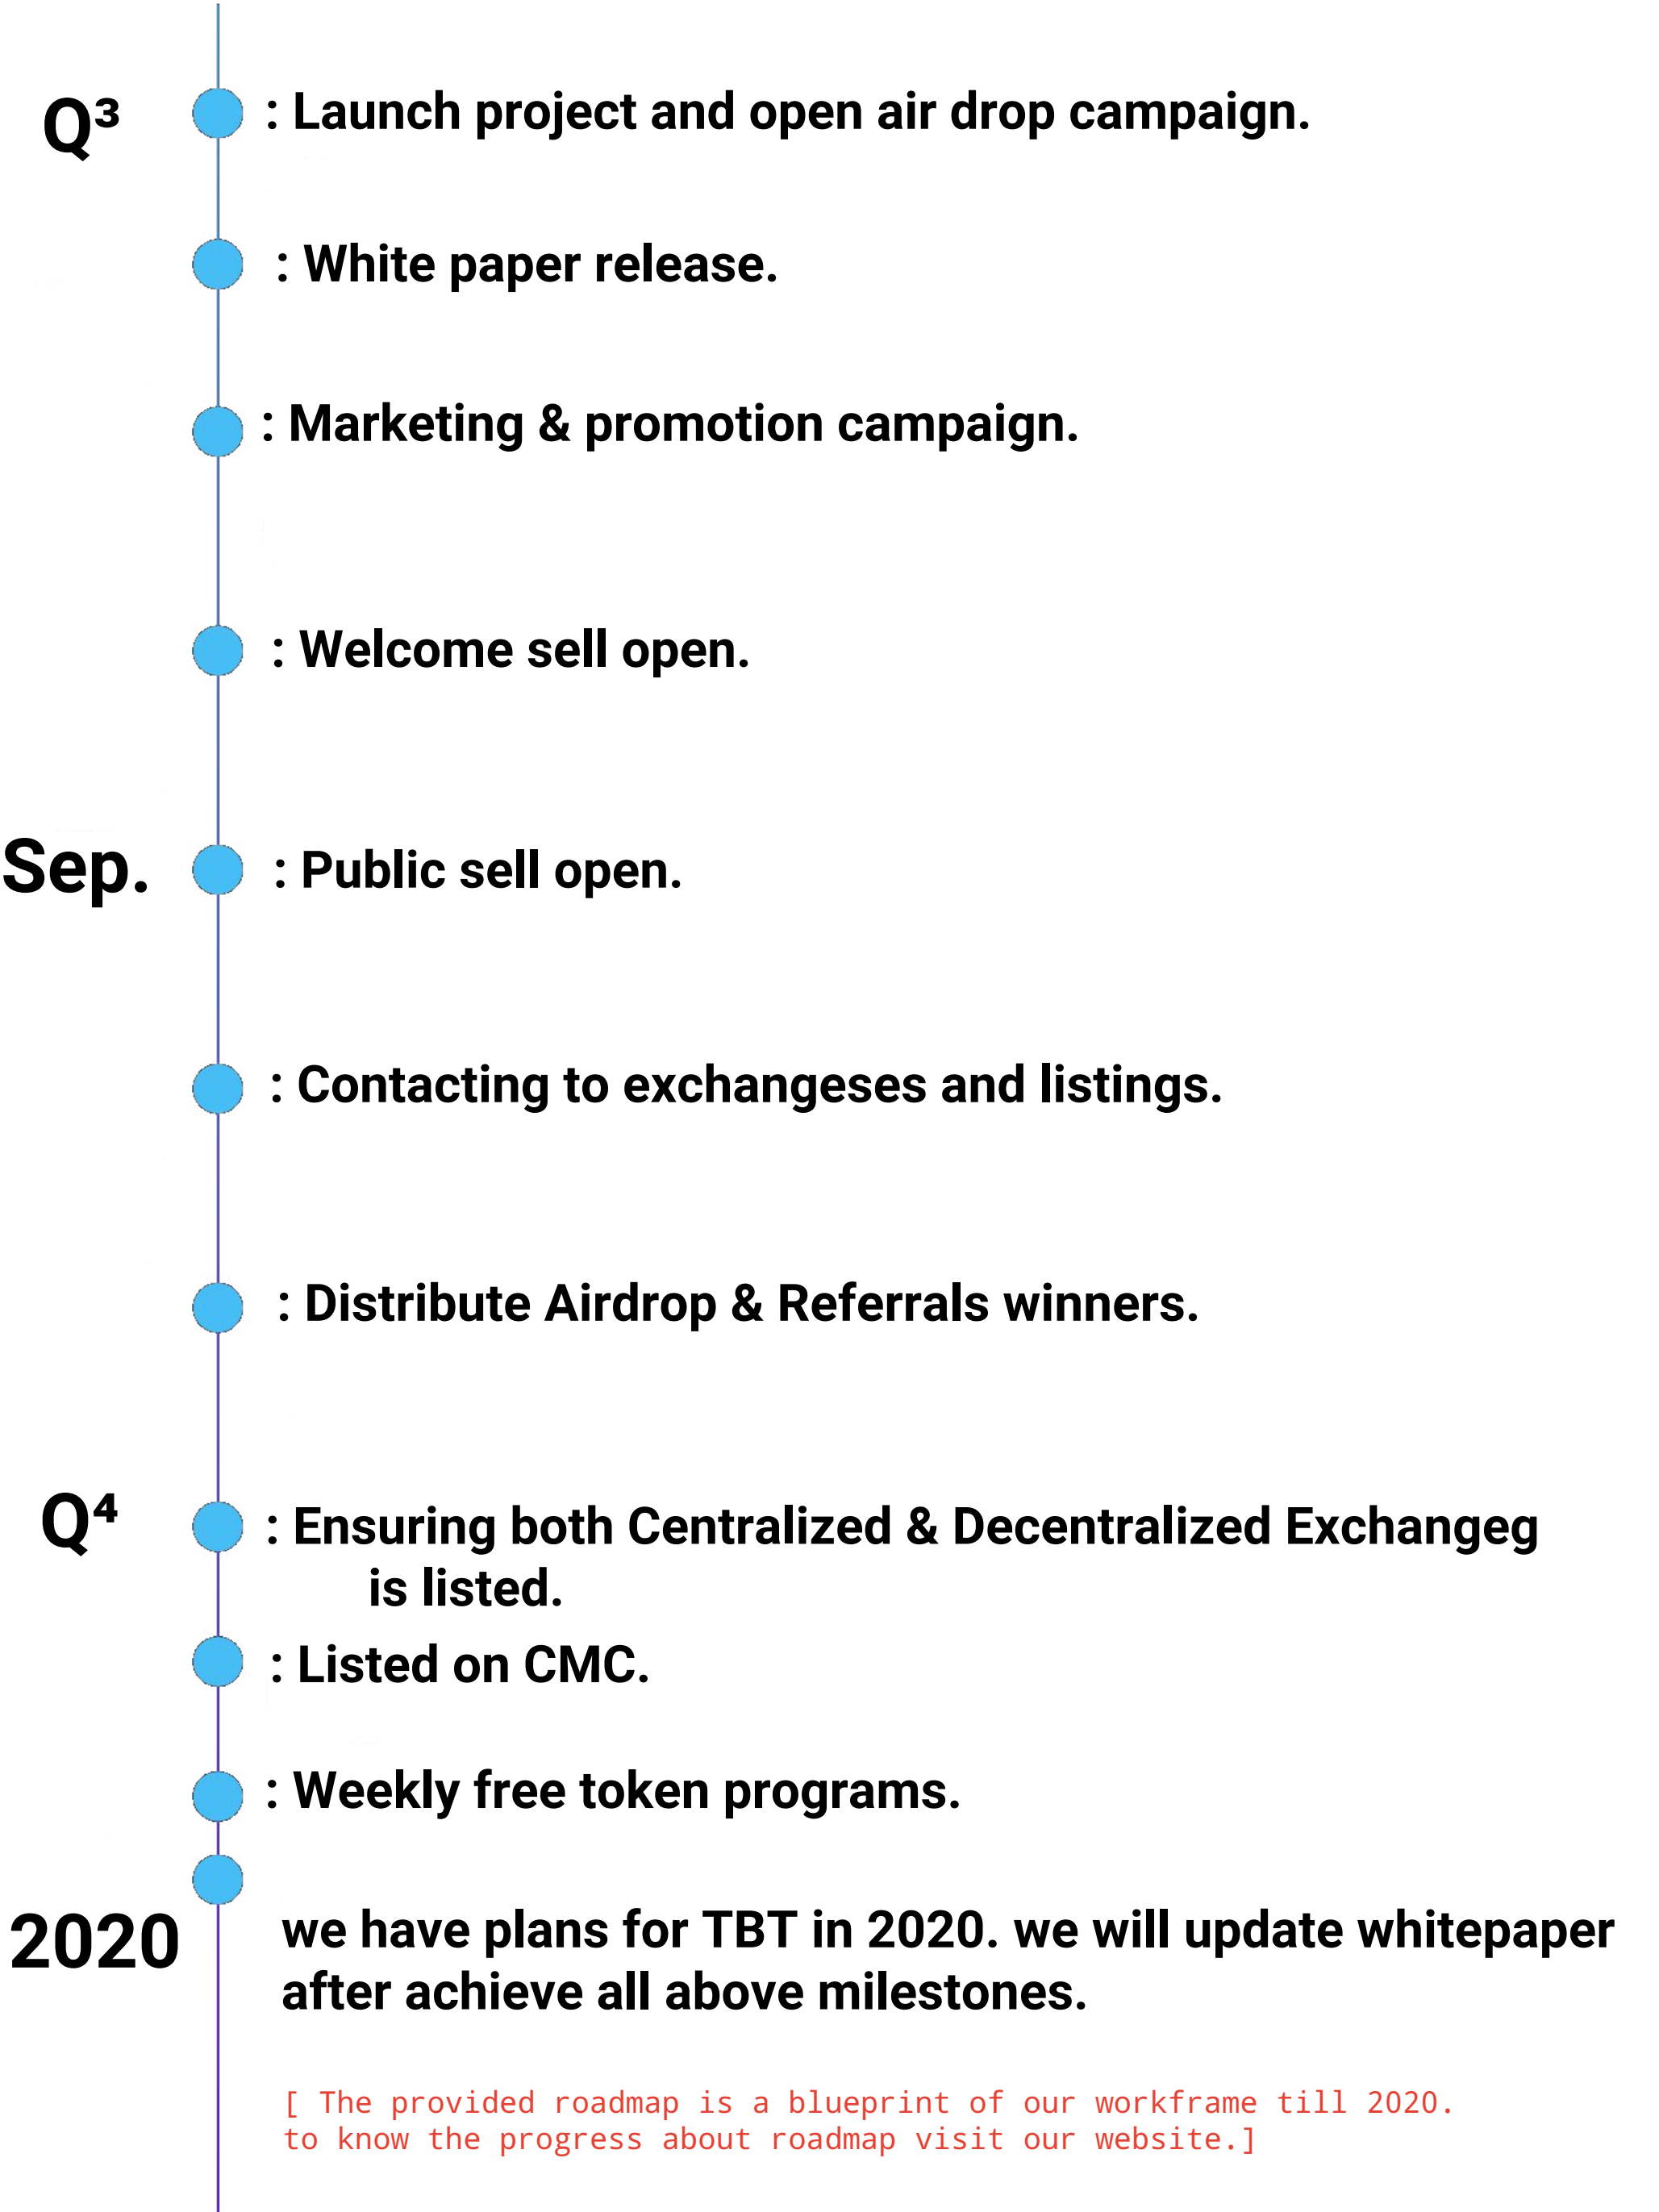 Q³ : Launch project and open air drop campaign.
: White paper release.
: Marketing & promotion campaign.
: Welcome sell open.
Sep. : Public sell open.
: Contacting to exchangeses and listings.
: Distribute Airdrop & Referrals winners.
Q⁴ : Ensuring both Centralized & Decentralized Exchangeg
is listed.
: Listed on CMC.
: Weekly free token programs.
2020 we have plans for TBT in 2020. we will update whitepaper
after achieve all above milestones.
[ The provided roadmap is a blueprint of our workframe till 2020.
to know the progress about roadmap visit our website.]